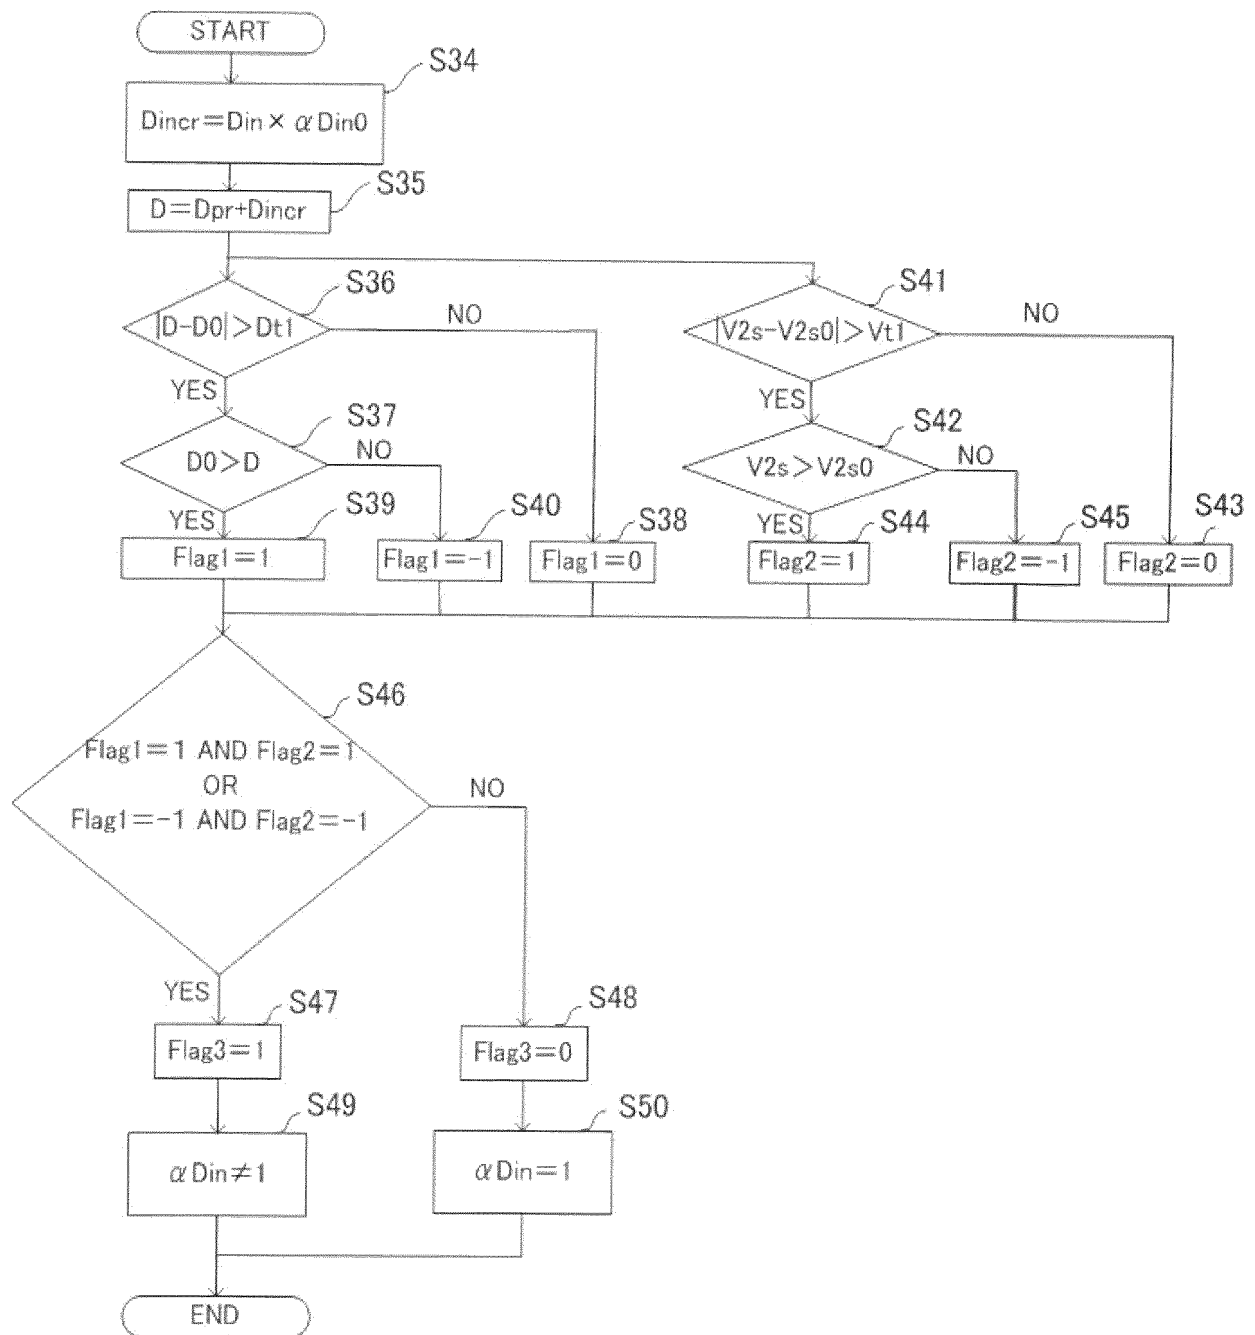 START
S34
Dincr=Din× αDin0
S35
D=Dpr+Dincr
S36
|D-D0|>Dt1
NO
YES
S41
|V2s-V2s0|>Vt1
NO
YES
S37
D0>D
NO
YES
S42
V2s>V2s0
NO
YES
S39
Flag1=1
S40
Flag1=-1
S38
Flag1=0
S44
Flag2=1
S45
Flag2=-1
S43
Flag2=0
S46
Flag1=1 AND Flag2=1
OR
Flag1=-1 AND Flag2=-1
NO
YES
S47
Flag3=1
S48
Flag3=0
S49
αDin≠1
S50
αDin=1
END